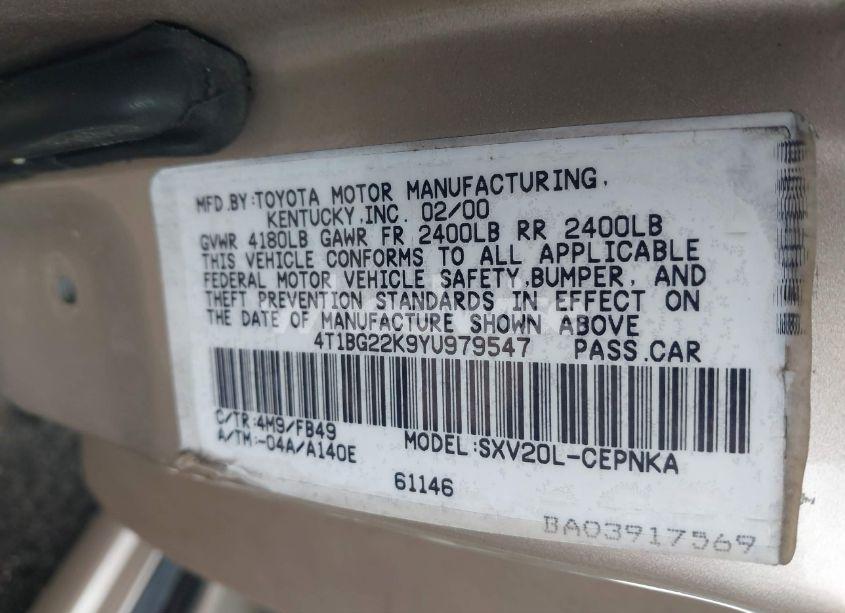 MFD.BY:TOYOTA MOTOR MANUFACTURING,
KENTUCKY,INC. 02/00
GVWR 4180LB GAWR FR 2400LB RR 2400LB
THIS VEHICLE CONFORMS TO ALL APPLICABLE
FEDERAL MOTOR VEHICLE SAFETY,BUMPER, AND
THEFT PREVENTION STANDARDS IN EFFECT ON
THE DATE OF MANUFACTURE SHOWN ABOVE
4T1BG22K9YU979547 PASS.CAR
C/TR:4M9/FB49
A/TM:-04A/A140E
MODEL:SXV20L-CEPNKA
61146
BA03917569